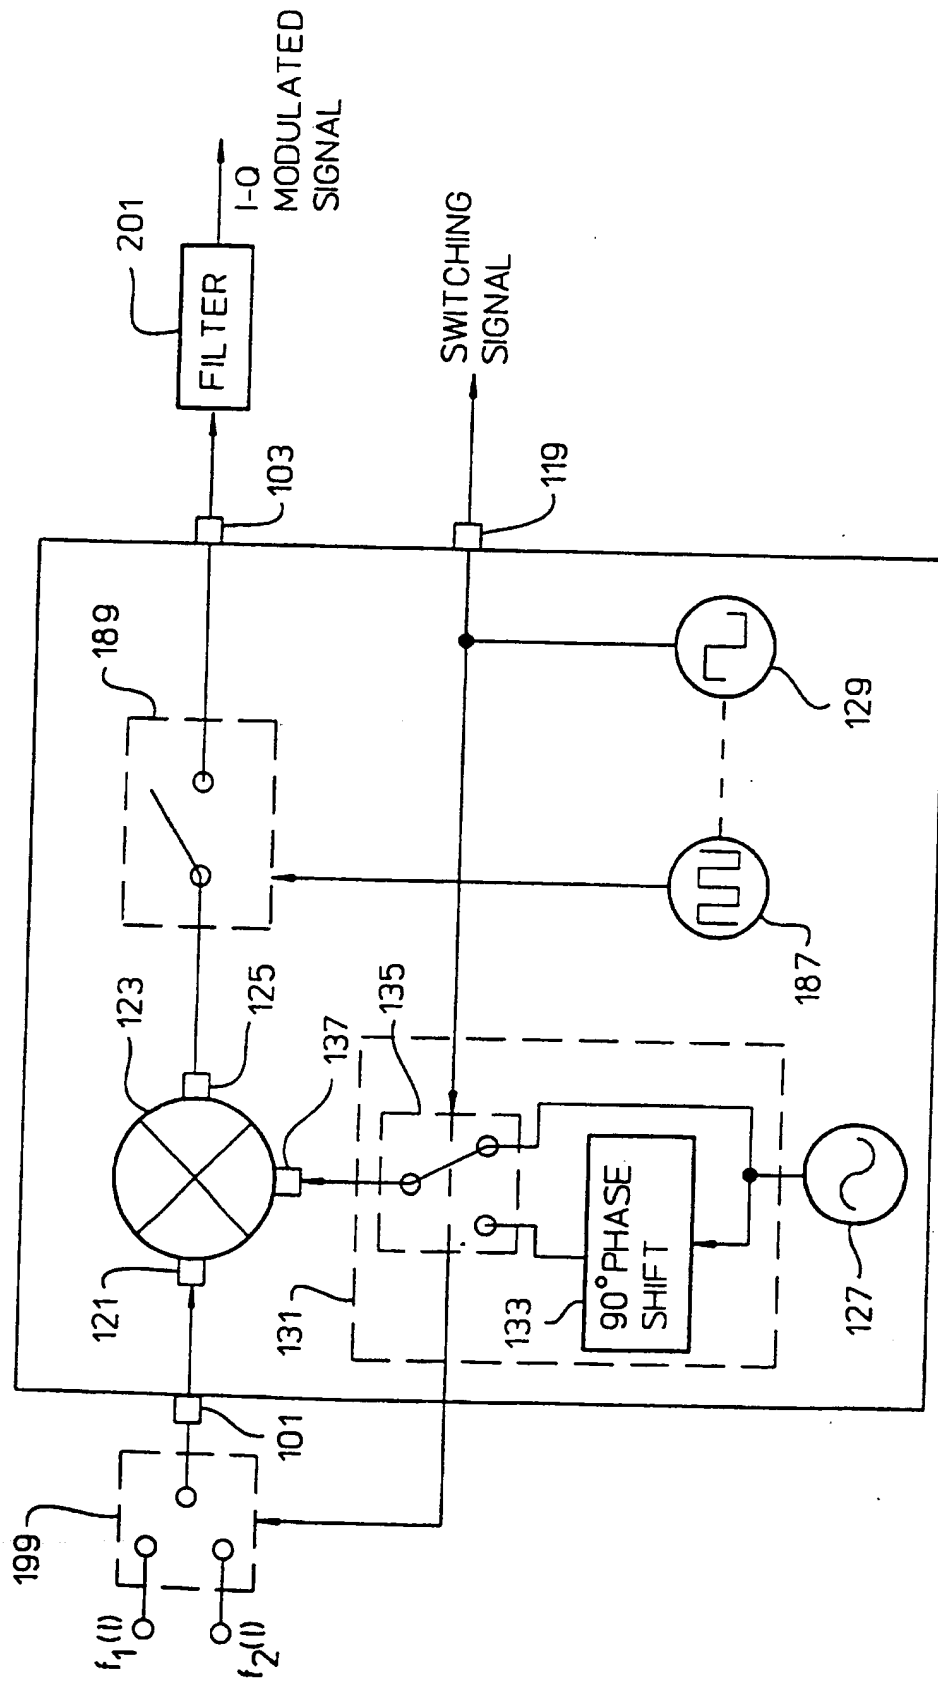 f1(l)
f2(l)
199
101
121
123
125
189
103
201
FILTER
I-Q
MODULATED
SIGNAL
SWITCHING
SIGNAL
119
131
137
135
133
90°PHASE
SHIFT
127
187
129